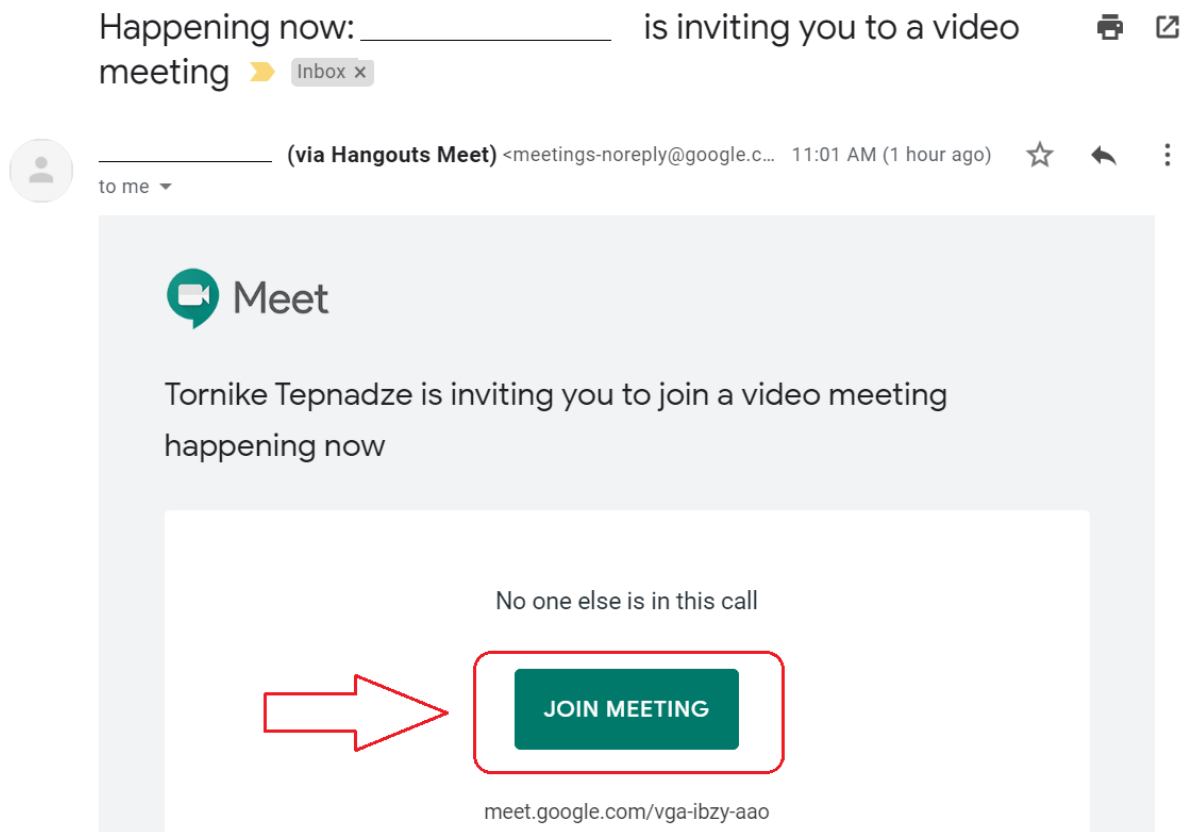 Happening now: is inviting you to a video
meeting Inbox x
(via Hangouts Meet) <meetings-noreply@google.c... 11:01 AM (1 hour ago)
to me
Meet
Tornike Tepnadze is inviting you to join a video meeting
happening now
No one else is in this call
JOIN MEETING
meet.google.com/vga-ibzy-aao